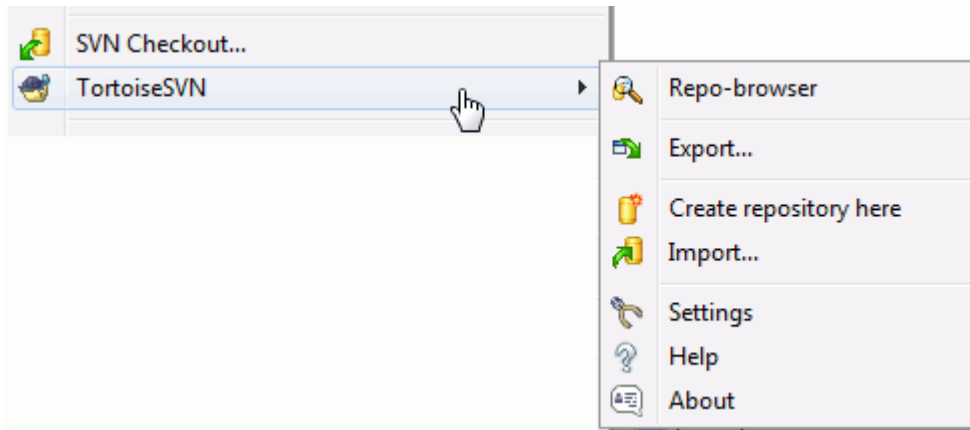 SVN Checkout...
TortoiseSVN
Repo-browser
Export...
Create repository here
Import...
Settings
Help
About